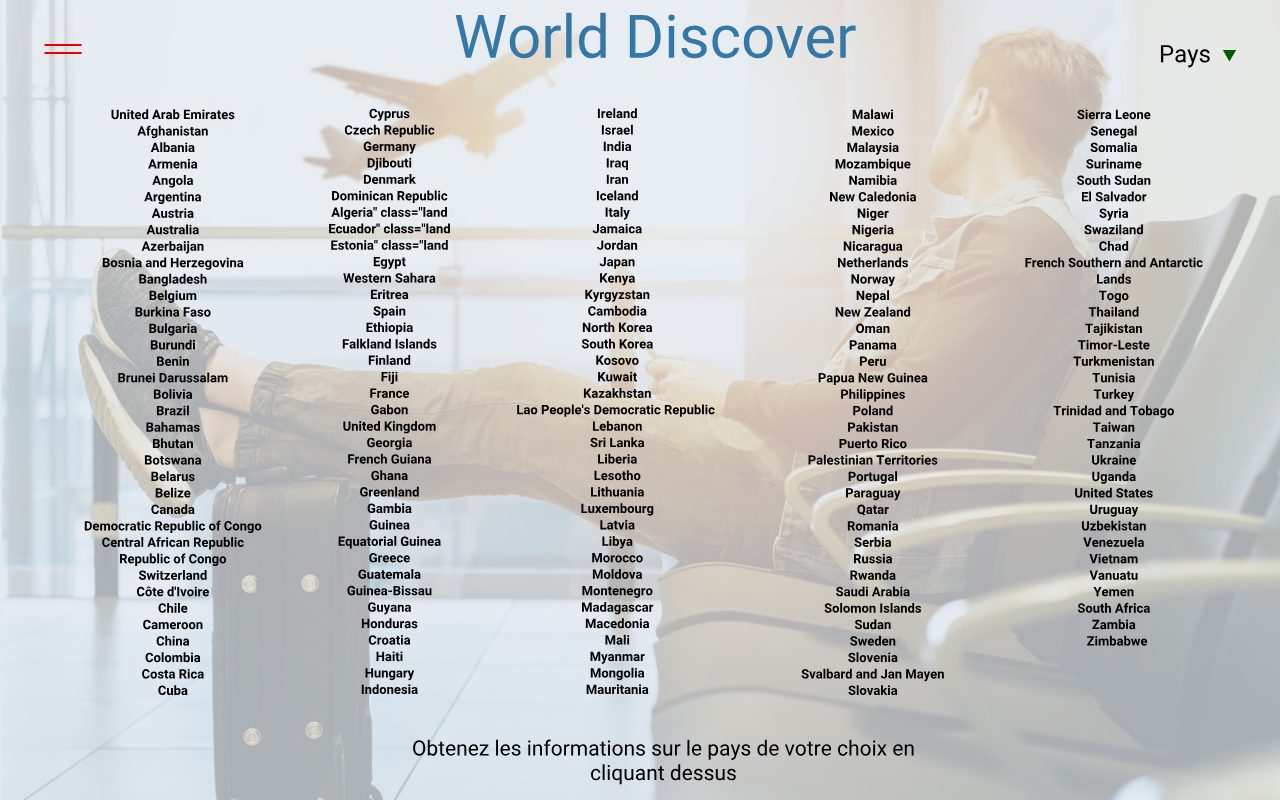 World Discover
Pays
United Arab Emirates
Afghanistan
Albania
Armenia
Angola
Argentina
Austria
Australia
Azerbaijan
Bosnia and Herzegovina
Bangladesh
Belgium
Burkina Faso
Bulgaria
Burundi
Benin
Brunei Darussalam
Bolivia
Brazil
Bahamas
Bhutan
Botswana
Belarus
Belize
Canada
Democratic Republic of Congo
Central African Republic
Republic of Congo
Switzerland
Côte d'Ivoire
Chile
Cameroon
China
Colombia
Costa Rica
Cuba
Cyprus
Czech Republic
Germany
Djibouti
Denmark
Dominican Republic
Algeria" class="land
Ecuador" class="land
Estonia" class="land
Egypt
Western Sahara
Eritrea
Spain
Ethiopia
Falkland Islands
Finland
Fiji
France
Gabon
United Kingdom
Georgia
French Guiana
Ghana
Greenland
Gambia
Guinea
Equatorial Guinea
Greece
Guatemala
Guinea-Bissau
Guyana
Honduras
Croatia
Haiti
Hungary
Indonesia
Ireland
Israel
India
Iraq
Iran
Iceland
Italy
Jamaica
Jordan
Japan
Kenya
Kyrgyzstan
Cambodia
North Korea
South Korea
Kosovo
Kuwait
Kazakhstan
Lao People's Democratic Republic
Lebanon
Sri Lanka
Liberia
Lesotho
Lithuania
Luxembourg
Latvia
Libya
Morocco
Moldova
Montenegro
Madagascar
Macedonia
Mali
Myanmar
Mongolia
Mauritania
Malawi
Mexico
Malaysia
Mozambique
Namibia
New Caledonia
Niger
Nigeria
Nicaragua
Netherlands
Norway
Nepal
New Zealand
Oman
Panama
Peru
Papua New Guinea
Philippines
Poland
Pakistan
Puerto Rico
Palestinian Territories
Portugal
Paraguay
Qatar
Romania
Serbia
Russia
Rwanda
Saudi Arabia
Solomon Islands
Sudan
Sweden
Slovenia
Svalbard and Jan Mayen
Slovakia
Sierra Leone
Senegal
Somalia
Suriname
South Sudan
El Salvador
Syria
Swaziland
Chad
French Southern and Antarctic
Lands
Togo
Thailand
Tajikistan
Timor-Leste
Turkmenistan
Tunisia
Turkey
Trinidad and Tobago
Taiwan
Tanzania
Ukraine
Uganda
United States
Uruguay
Uzbekistan
Venezuela
Vietnam
Vanuatu
Yemen
South Africa
Zambia
Zimbabwe
Obtenez les informations sur le pays de votre choix en
cliquant dessus